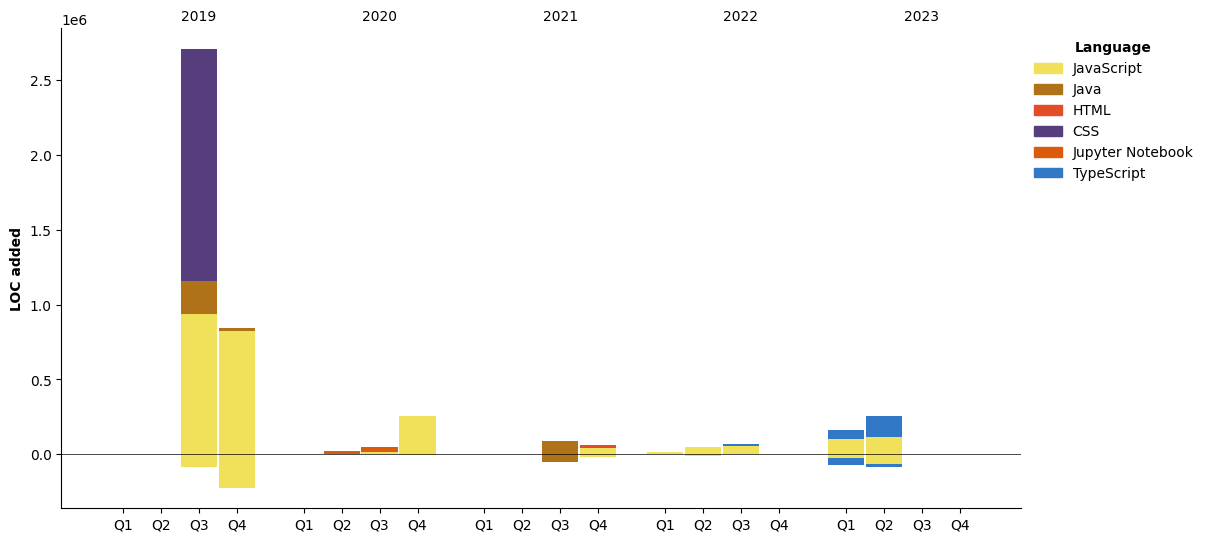 1e6
2019 2020 2021 2022 2023
Language
JavaScript
Java
HTML
CSS
Jupyter Notebook
TypeScript
LOC added
2.5
2.0
1.5
1.0
0.5
0.0
Q1 Q2 Q3 Q4 Q1 Q2 Q3 Q4 Q1 Q2 Q3 Q4 Q1 Q2 Q3 Q4 Q1 Q2 Q3 Q4